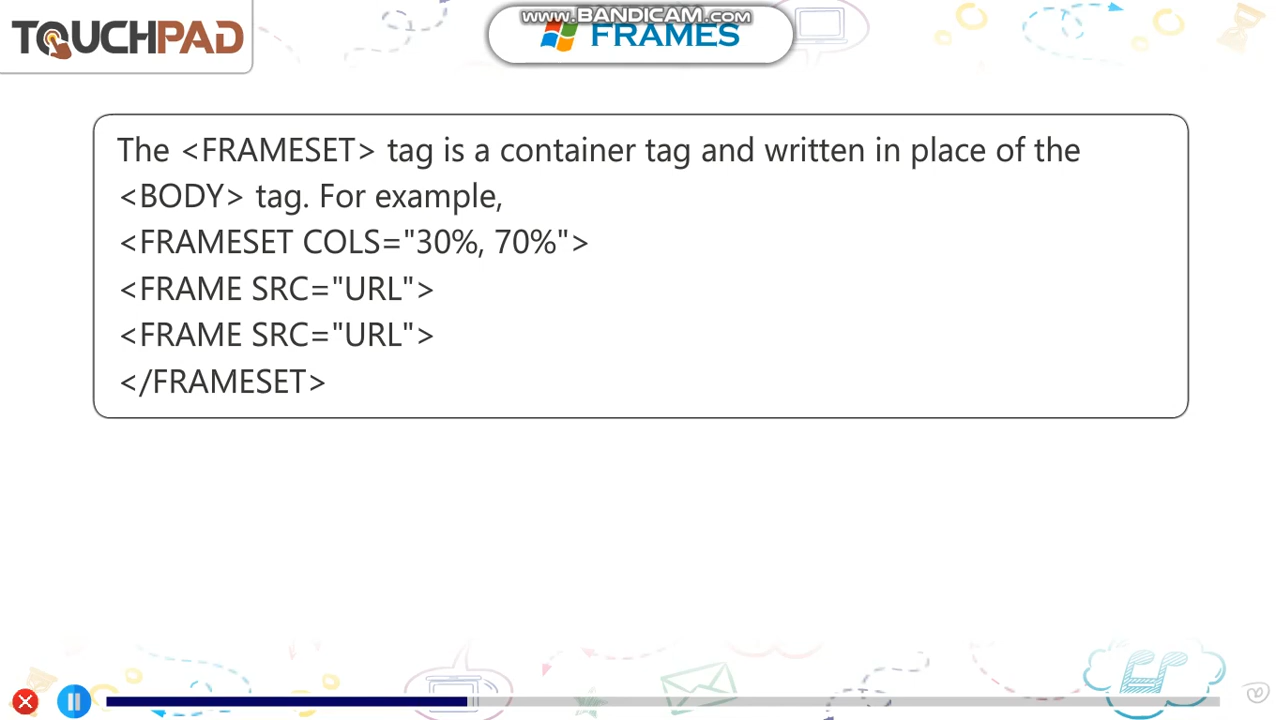 www.BANDICAM.com
TOUCHPAD
FRAMES
The <FRAMESET> tag is a container tag and written in place of the
<BODY> tag. For example,
<FRAMESET COLS="30%, 70%">
<FRAME SRC="URL">
<FRAME SRC="URL">
</FRAMESET>